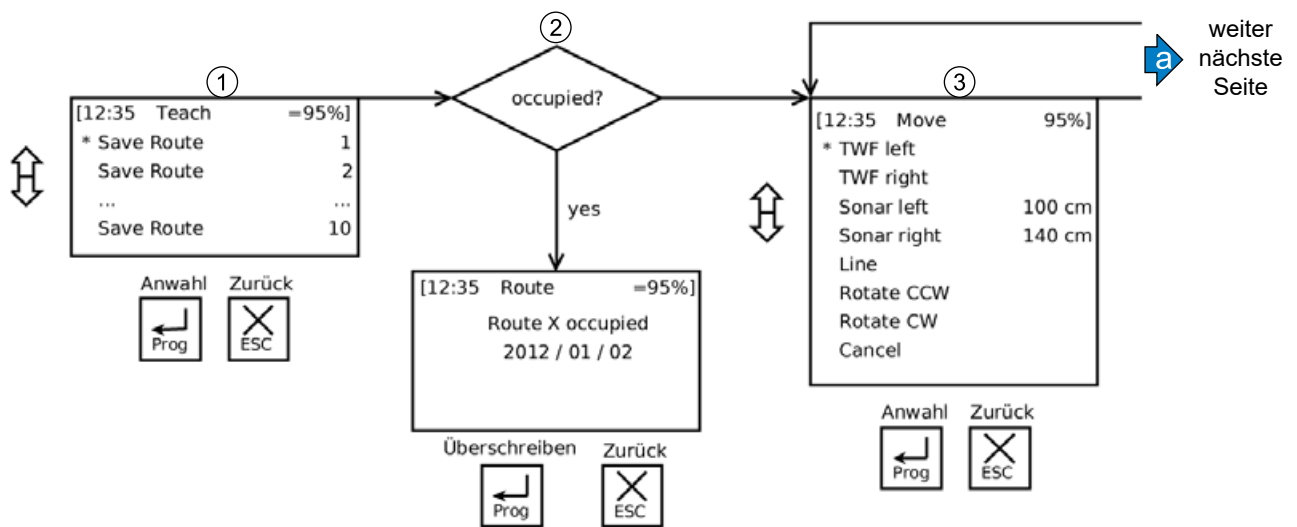 1
[12:35 Teach =95%]
* Save Route 1
Save Route 2
... ...
Save Route 10
Anwahl Zurück
Prog ESC
2
occupied?
yes
[12:35 Route =95%]
Route X occupied
2012 / 01 / 02
Überschreiben Zurück
Prog ESC
3
[12:35 Move 95%]
* TWF left
TWF right
Sonar left 100 cm
Sonar right 140 cm
Line
Rotate CCW
Rotate CW
Cancel
Anwahl Zurück
Prog ESC
a
weiter
nächste
Seite